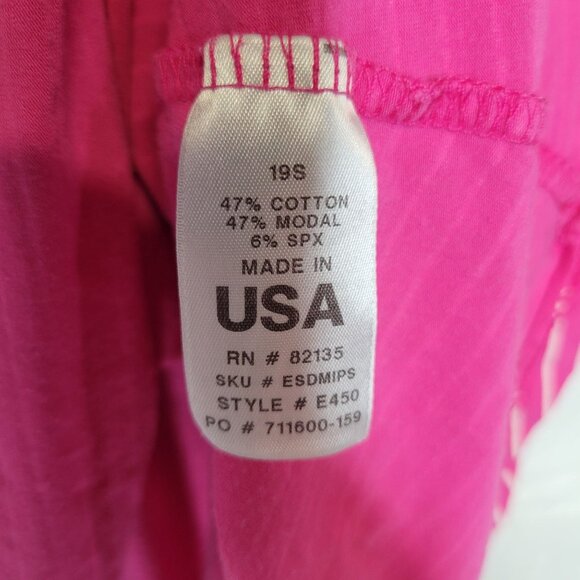 19S
47% COTTON
47% MODAL
6% SPX
MADE IN
USA
RN # 82135
SKU # ESDMIPS
STYLE # E450
PO # 711600-159